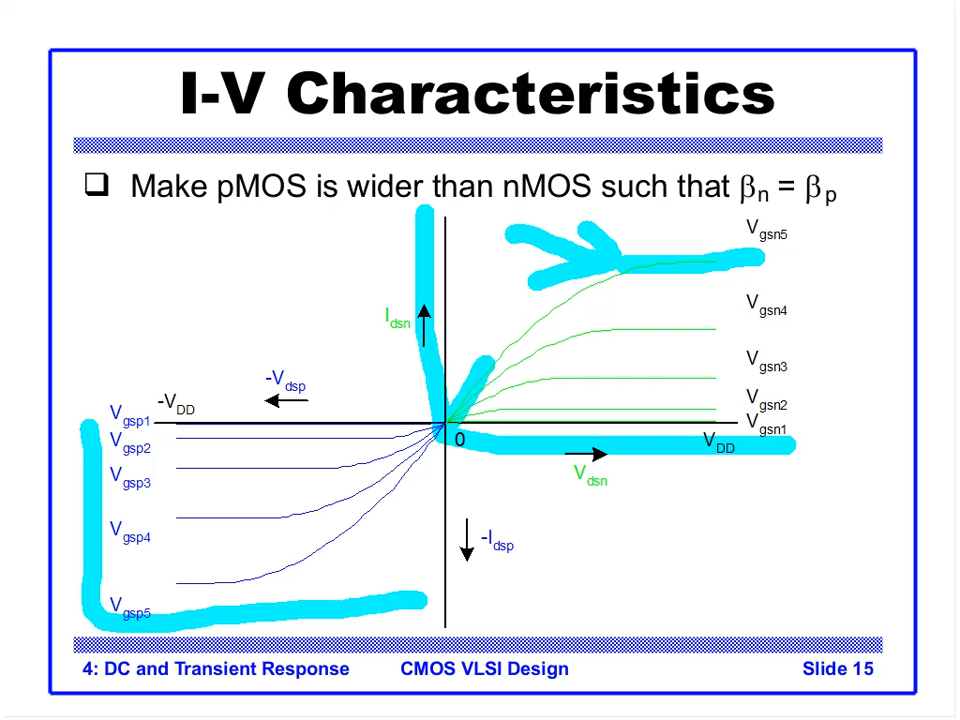 I-V Characteristics
❑ Make pMOS is wider than nMOS such that βn = βp
Vgsn5
Vgsn4
Idsn
Vgsn3
-Vdsp
-VDD
Vgsn2
Vgsp1
Vgsn1
Vgsp2
0
VDD
Vgsp3
Vdsn
Vgsp4
-Idsp
Vgsp5
4: DC and Transient Response CMOS VLSI Design Slide 15